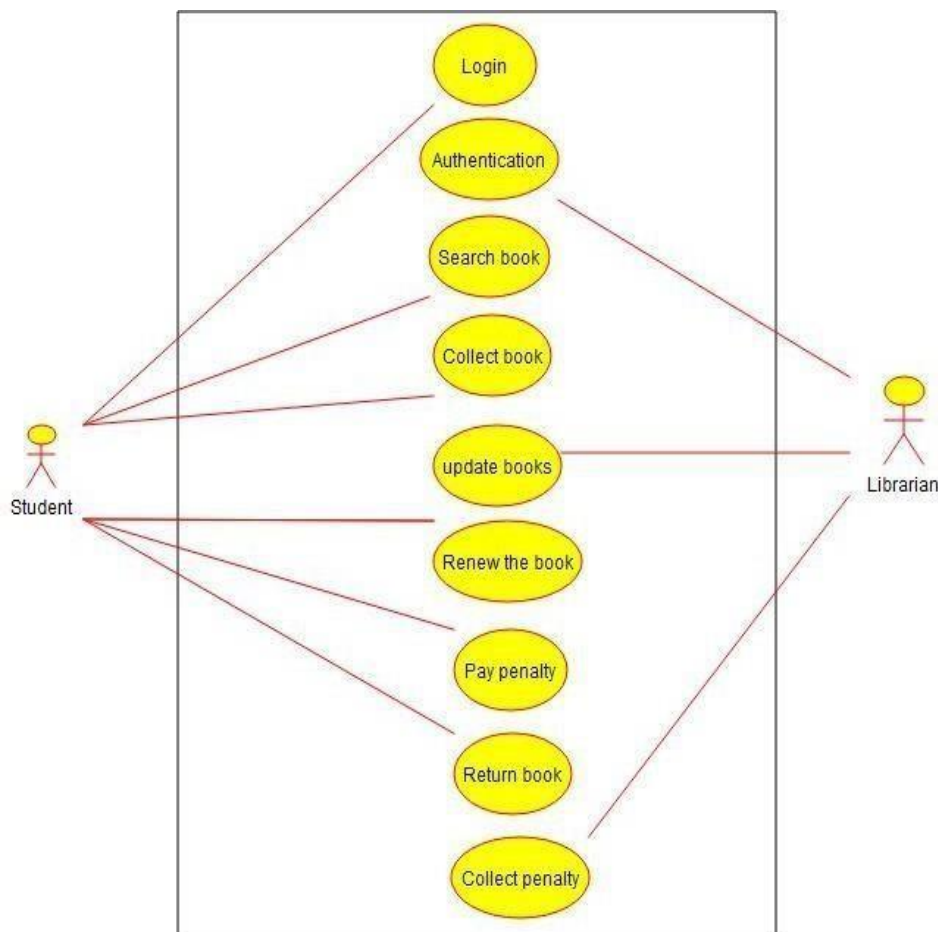 Login
Authentication
Search book
Collect book
Student
update books
Librarian
Renew the book
Pay penalty
Return book
Collect penalty